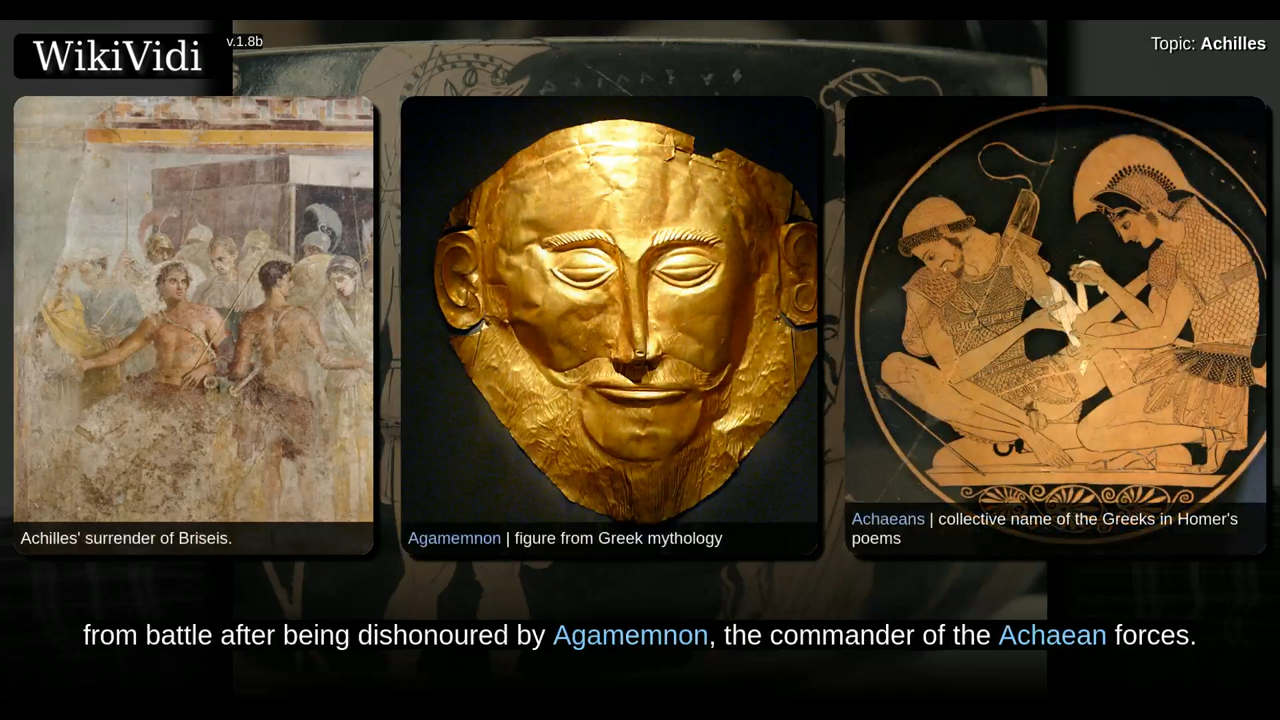 WikiVidi
v.1.8b
Topic: Achilles
Achilles' surrender of Briseis.
Agamemnon | figure from Greek mythology
Achaeans | collective name of the Greeks in Homer's
poems
from battle after being dishonoured by Agamemnon, the commander of the Achaean forces.